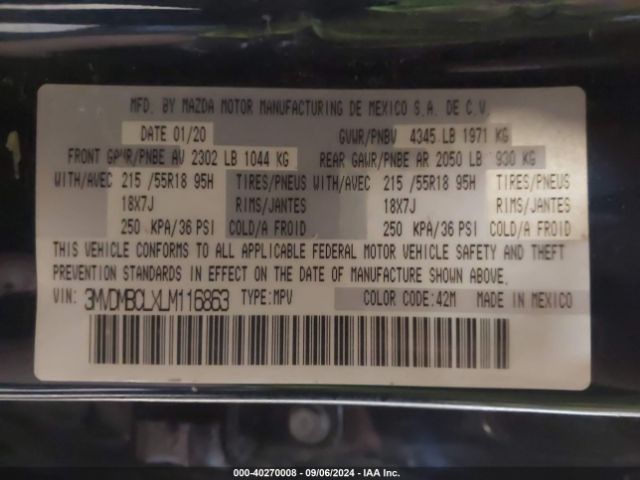 MFD. BY MAZDA MOTOR MANUFACTURING DE MEXICO S.A. DE C.V.
DATE 01/20 GVWR/PNBV 4345 LB 1971 KG
FRONT GAWR/PNBE AV 2302 LB 1044 KG REAR GAWR/PNBE AR 2050 LB 930 KG
WITH/AVEC 215 /55R18 95H TIRES/PNEUS WITH/AVEC 215 /55R18 95H TIRES/PNEUS
18X7J RIMS/JANTES 18X7J RIMS/JANTES
250 KPA/36 PSI COLD/A FROID 250 KPA/36 PSI COLD/A FROID
THIS VEHICLE CONFORMS TO ALL APPLICABLE FEDERAL MOTOR VEHICLE SAFETY AND THEFT
PREVENTION STANDARDS IN EFFECT ON THE DATE OF MANUFACTURE SHOWN ABOVE.
VIN: 3MVDMBCLXLM116863 TYPE:MPV COLOR CODE:42M MADE IN MEXICO
000-40270008 - 09/06/2024 - IAA Inc.